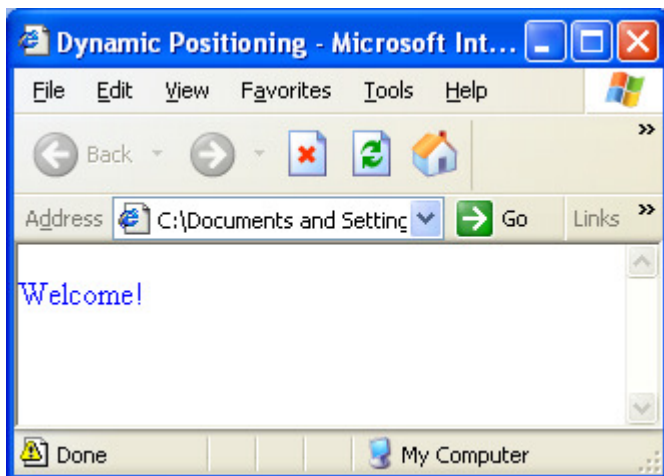 Dynamic Positioning - Microsoft Int...
File Edit View Favorites Tools Help
Back
Address C:\Documents and Setting Go Links
Welcome!
Done My Computer